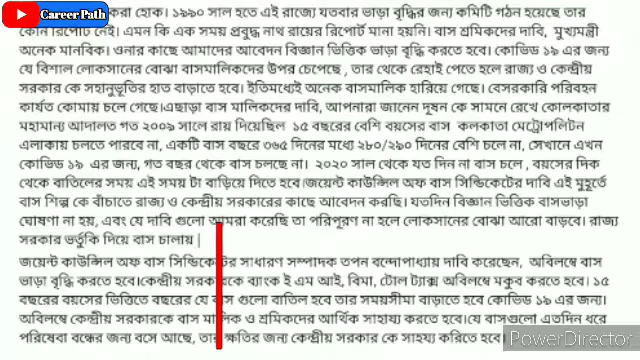 Career Path
করা হোক। ১৯৯০ সাল হতে এই রাজ্যে যতবার ভাড়া বৃদ্ধির জন্য কমিটি গঠন হয়েছে তার
কোন রিপোর্ট নেই। এমন কি এক সময় প্রবুদ্ধ নাথ রায়ের রিপোর্ট মানা হয়নি। বাস শ্রমিকদের দাবি, মুখ্যমন্ত্রী
অনেক মানবিক। ওনার কাছে আমাদের আবেদন বিজ্ঞান ভিত্তিক ভাড়া বৃদ্ধি করতে হবে। কোভিড ১৯ এর জন্য
যে বিশাল লোকসানের বোঝা বাসমালিকদের উপর চেপেছে , তার থেকে রেহাই পেতে হলে রাজ্য ও কেন্দ্রীয়
সরকার কে সহানুভূতির হাত বাড়াতে হবে। ইতিমধ্যেই অনেক বাসমালিক হারিয়ে গেছে। বেসরকারি পরিবহন
কার্যত কোমায় চলে গেছে।এছাড়া বাস মালিকদের দাবি, আপনারা জানেন দূষন কে সামনে রেখে কোলকাতার
মহামান্য আদালত গত ২০০৯ সালে রায় দিয়েছিল ১৫ বছরের বেশি বয়সের বাস কলকাতা মেট্রোপলিটন
এলাকায় চলতে পারবে না, একটি বাস বছরে ৩৬৫ দিনের মধ্যে ২৮০/২৯০ দিনের বেশি চলে না, সেখানে এখন
কোভিড ১৯ এর জন্য, গত বছর থেকে বাস চলছে না। ২০২০ সাল থেকে যত দিন না বাস চলে , বয়সের দিক
থেকে বাতিলের সময় এই সময় টা বাড়িয়ে দিতে হবে।জয়েন্ট কাউন্সিল অফ বাস সিন্ডিকেটের দাবি এই মুহূর্তে
বাস শিল্প কে বাঁচাতে রাজ্য ও কেন্দ্রীয় সরকারের কাছে আবেদন করছি। যতদিন বিজ্ঞান ভিত্তিক বাসভাড়া
ঘোষণা না হয়, এবং যে দাবি গুলো আমরা করেছি তা পরিপূরণ না হলে লোকসানের বোঝা আরো বাড়বে। রাজ্য
সরকার ভর্তুকি দিয়ে বাস চালায়|
জয়েন্ট কাউন্সিল অফ বাস সিন্ডিকেটের সাধারণ সম্পাদক তপন বন্দোপাধ্যায় দাবি করেছেন, অবিলম্বে বাস
ভাড়া বৃদ্ধি করতে হবে।কেন্দ্রীয় সরকারকে ব্যাংক ই এম আই, বিমা, টোল ট্যাক্স অবিলম্বে মকুব করতে হবে। ১৫
বছরের বয়সের ভিত্তিতে বছরের যে বাস গুলো বাতিল হবে তার সময়সীমা বাড়াতে হবে কোভিড ১৯ এর জন্য।
অবিলম্বে কেন্দ্রীয় সরকারকে বাস মালিক ও শ্রমিকদের আর্থিক সাহায্য করতে হবে।যে বাসগুলো এতদিন ধরে
পরিষেবা বন্ধের জন্য বসে আছে, তার ক্ষতির জন্য কেন্দ্রীয় সরকার কে সাহয্য করিতে হবে।
PowerDirector